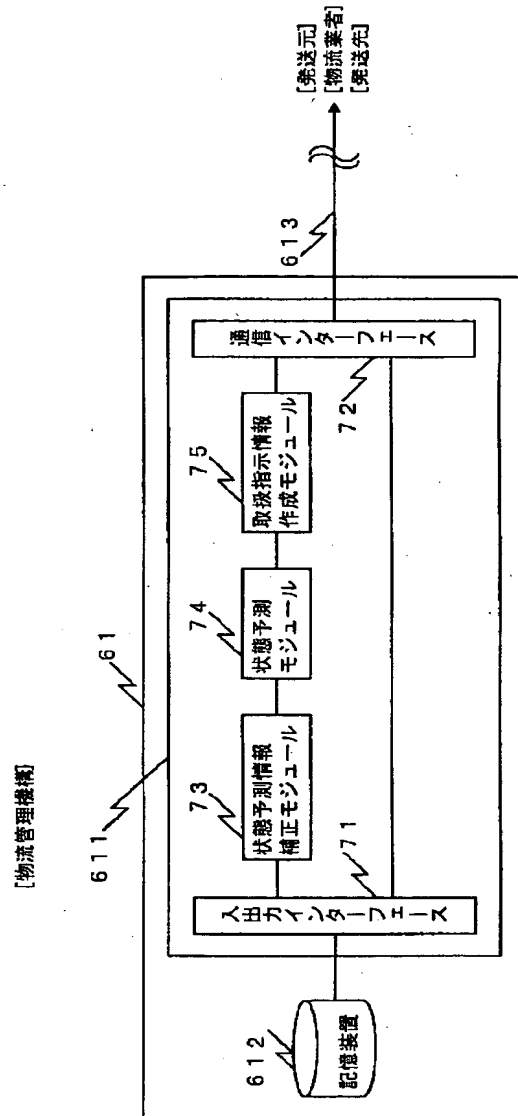 [物流管理機構]
611
61
612
記憶装置
入出力インターフェース
71
73
状態予測情報
補正モジュール
74
状態予測
モジュール
75
取扱指示情報
作成モジュール
通信インターフェース
72
613
[発送元]
[物流業者]
[発送先]